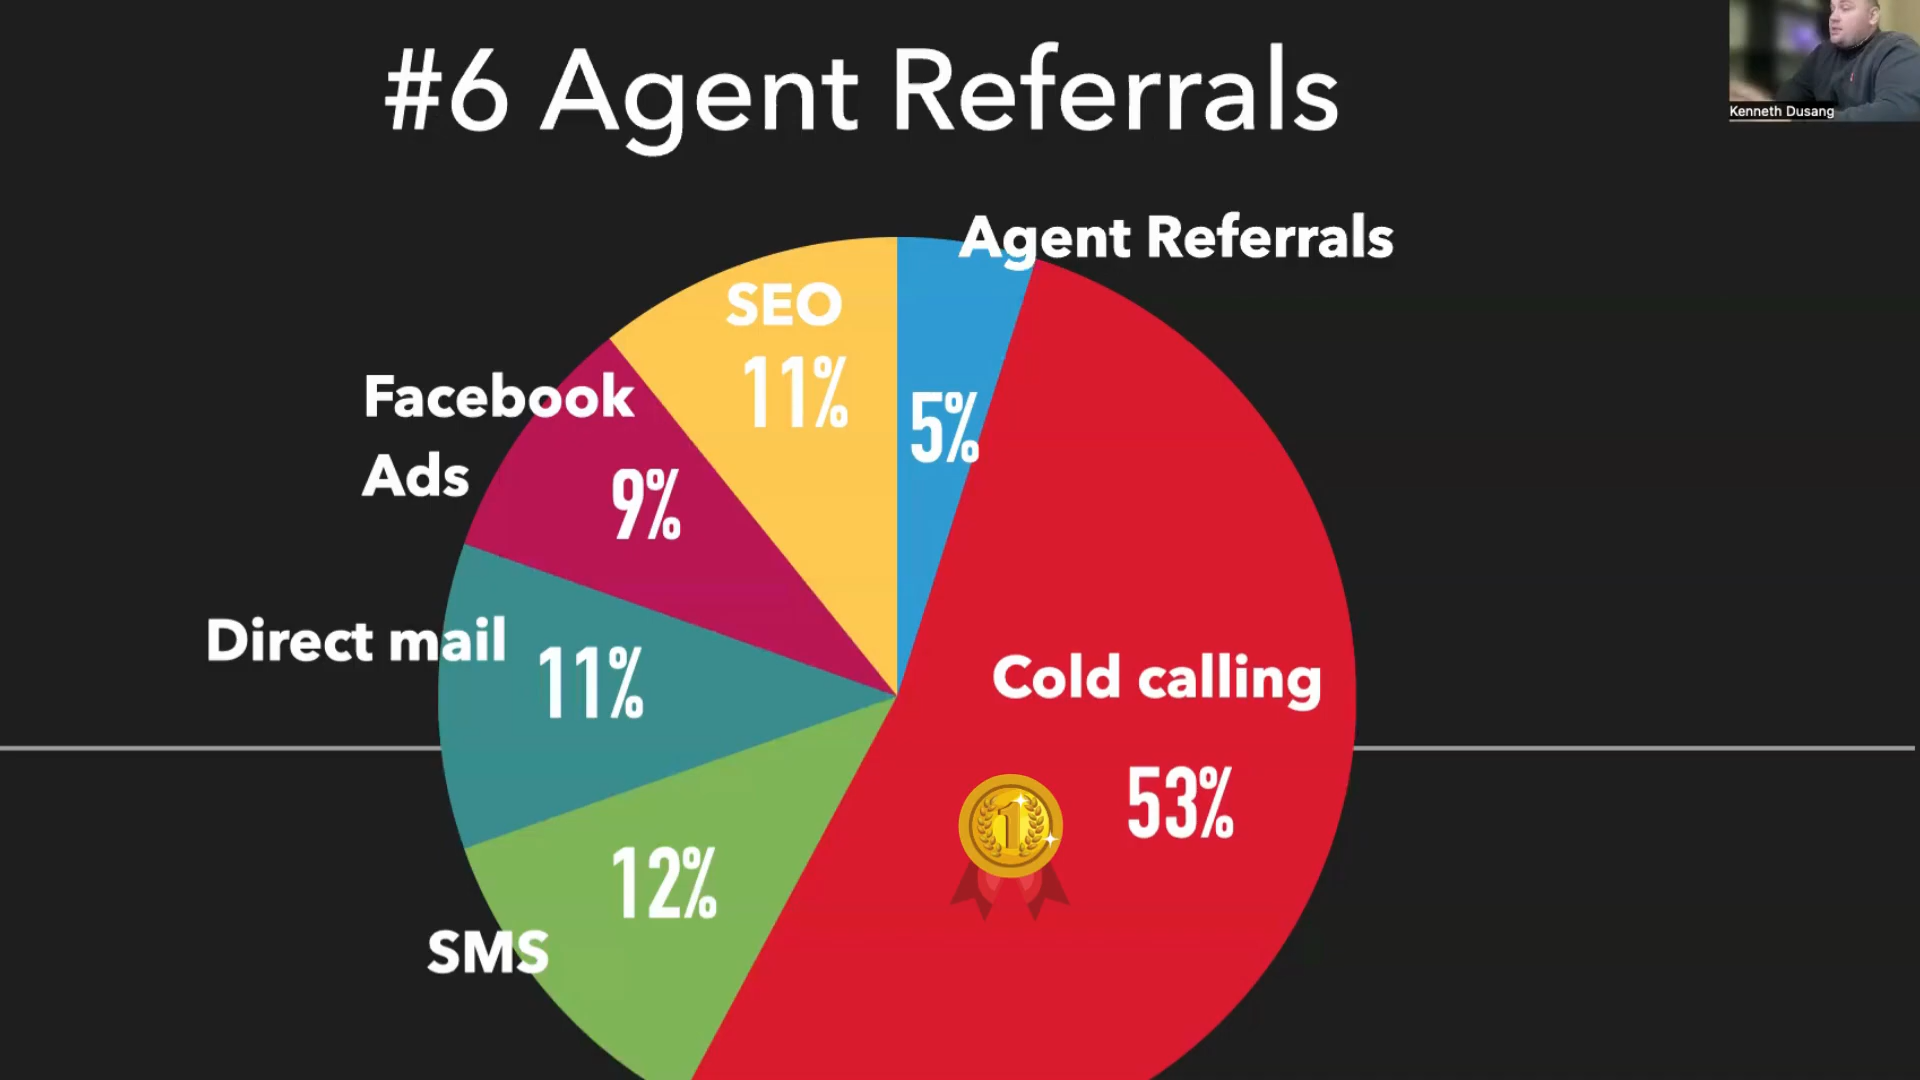 #6 Agent Referrals
Kenneth Dusang
Agent Referrals
SEO
11%
5%
Facebook
Ads
9%
Direct mail
11%
Cold calling
53%
1
12%
SMS